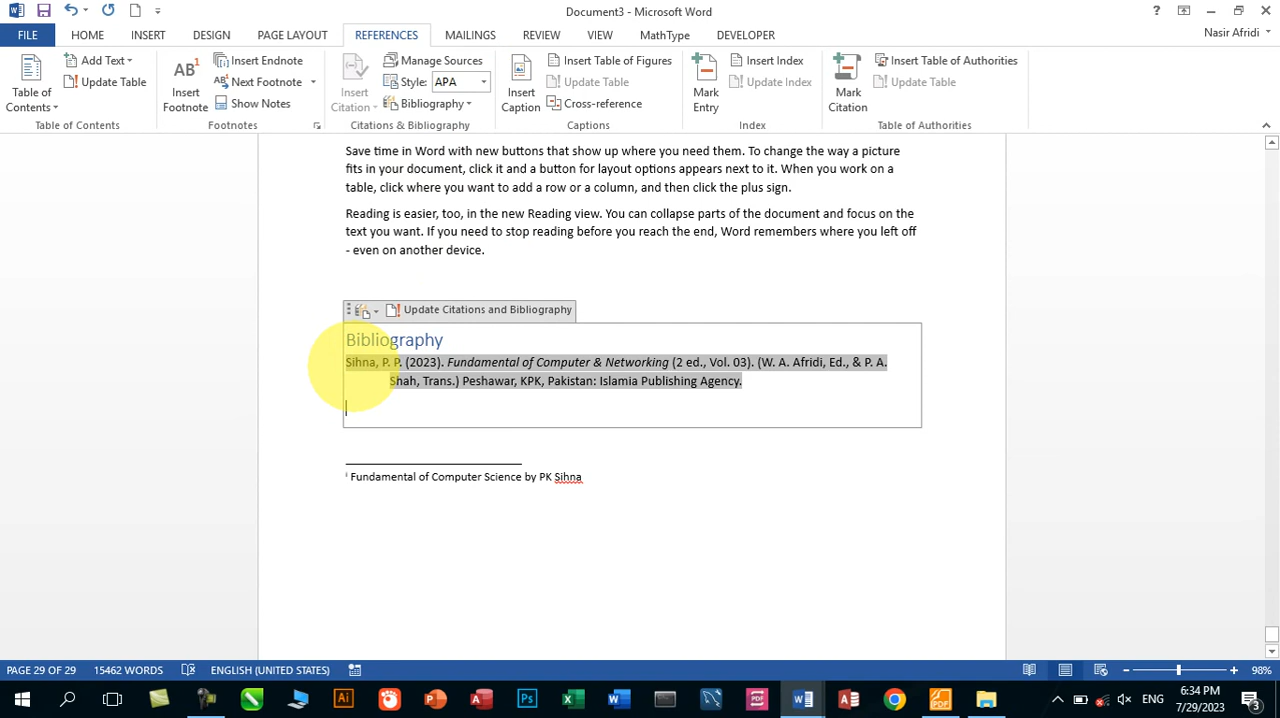 Document3 - Microsoft Word
?
FILE HOME INSERT DESIGN PAGE LAYOUT REFERENCES MAILINGS REVIEW VIEW MathType DEVELOPER Nasir Afridi
Table of Contents
Add Text
Update Table
Table of Contents
AB1 Insert Footnote
Insert Endnote
Next Footnote
Show Notes
Footnotes
Insert Citation
Manage Sources
Style: APA
Bibliography
Citations & Bibliography
Insert Caption
Insert Table of Figures
Update Table
Cross-reference
Captions
Mark Entry
Insert Index
Update Index
Index
Mark Citation
Insert Table of Authorities
Update Table
Table of Authorities
Save time in Word with new buttons that show up where you need them. To change the way a picture
fits in your document, click it and a button for layout options appears next to it. When you work on a
table, click where you want to add a row or a column, and then click the plus sign.
Reading is easier, too, in the new Reading view. You can collapse parts of the document and focus on the
text you want. If you need to stop reading before you reach the end, Word remembers where you left off
- even on another device.
Update Citations and Bibliography
Bibliography
Sihna, P. P. (2023). Fundamental of Computer & Networking (2 ed., Vol. 03). (W. A. Afridi, Ed., & P. A.
Shah, Trans.) Peshawar, KPK, Pakistan: Islamia Publishing Agency.
i Fundamental of Computer Science by PK Sihna
PAGE 29 OF 29 15462 WORDS ENGLISH (UNITED STATES) 98%
ENG 6:34 PM
7/29/2023 3